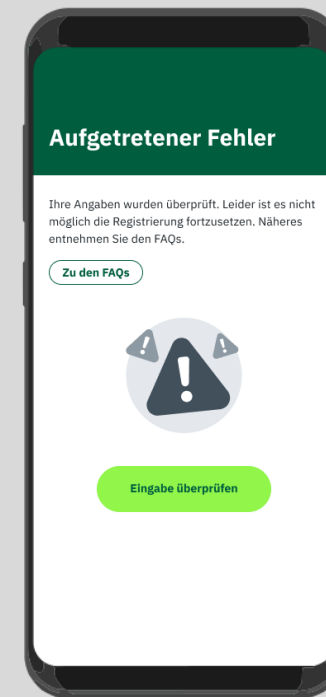 Aufgetretener Fehler
Ihre Angaben wurden überprüft. Leider ist es nicht
möglich die Registrierung fortzusetzen. Näheres
entnehmen Sie den FAQs.
Zu den FAQs
Eingabe überprüfen